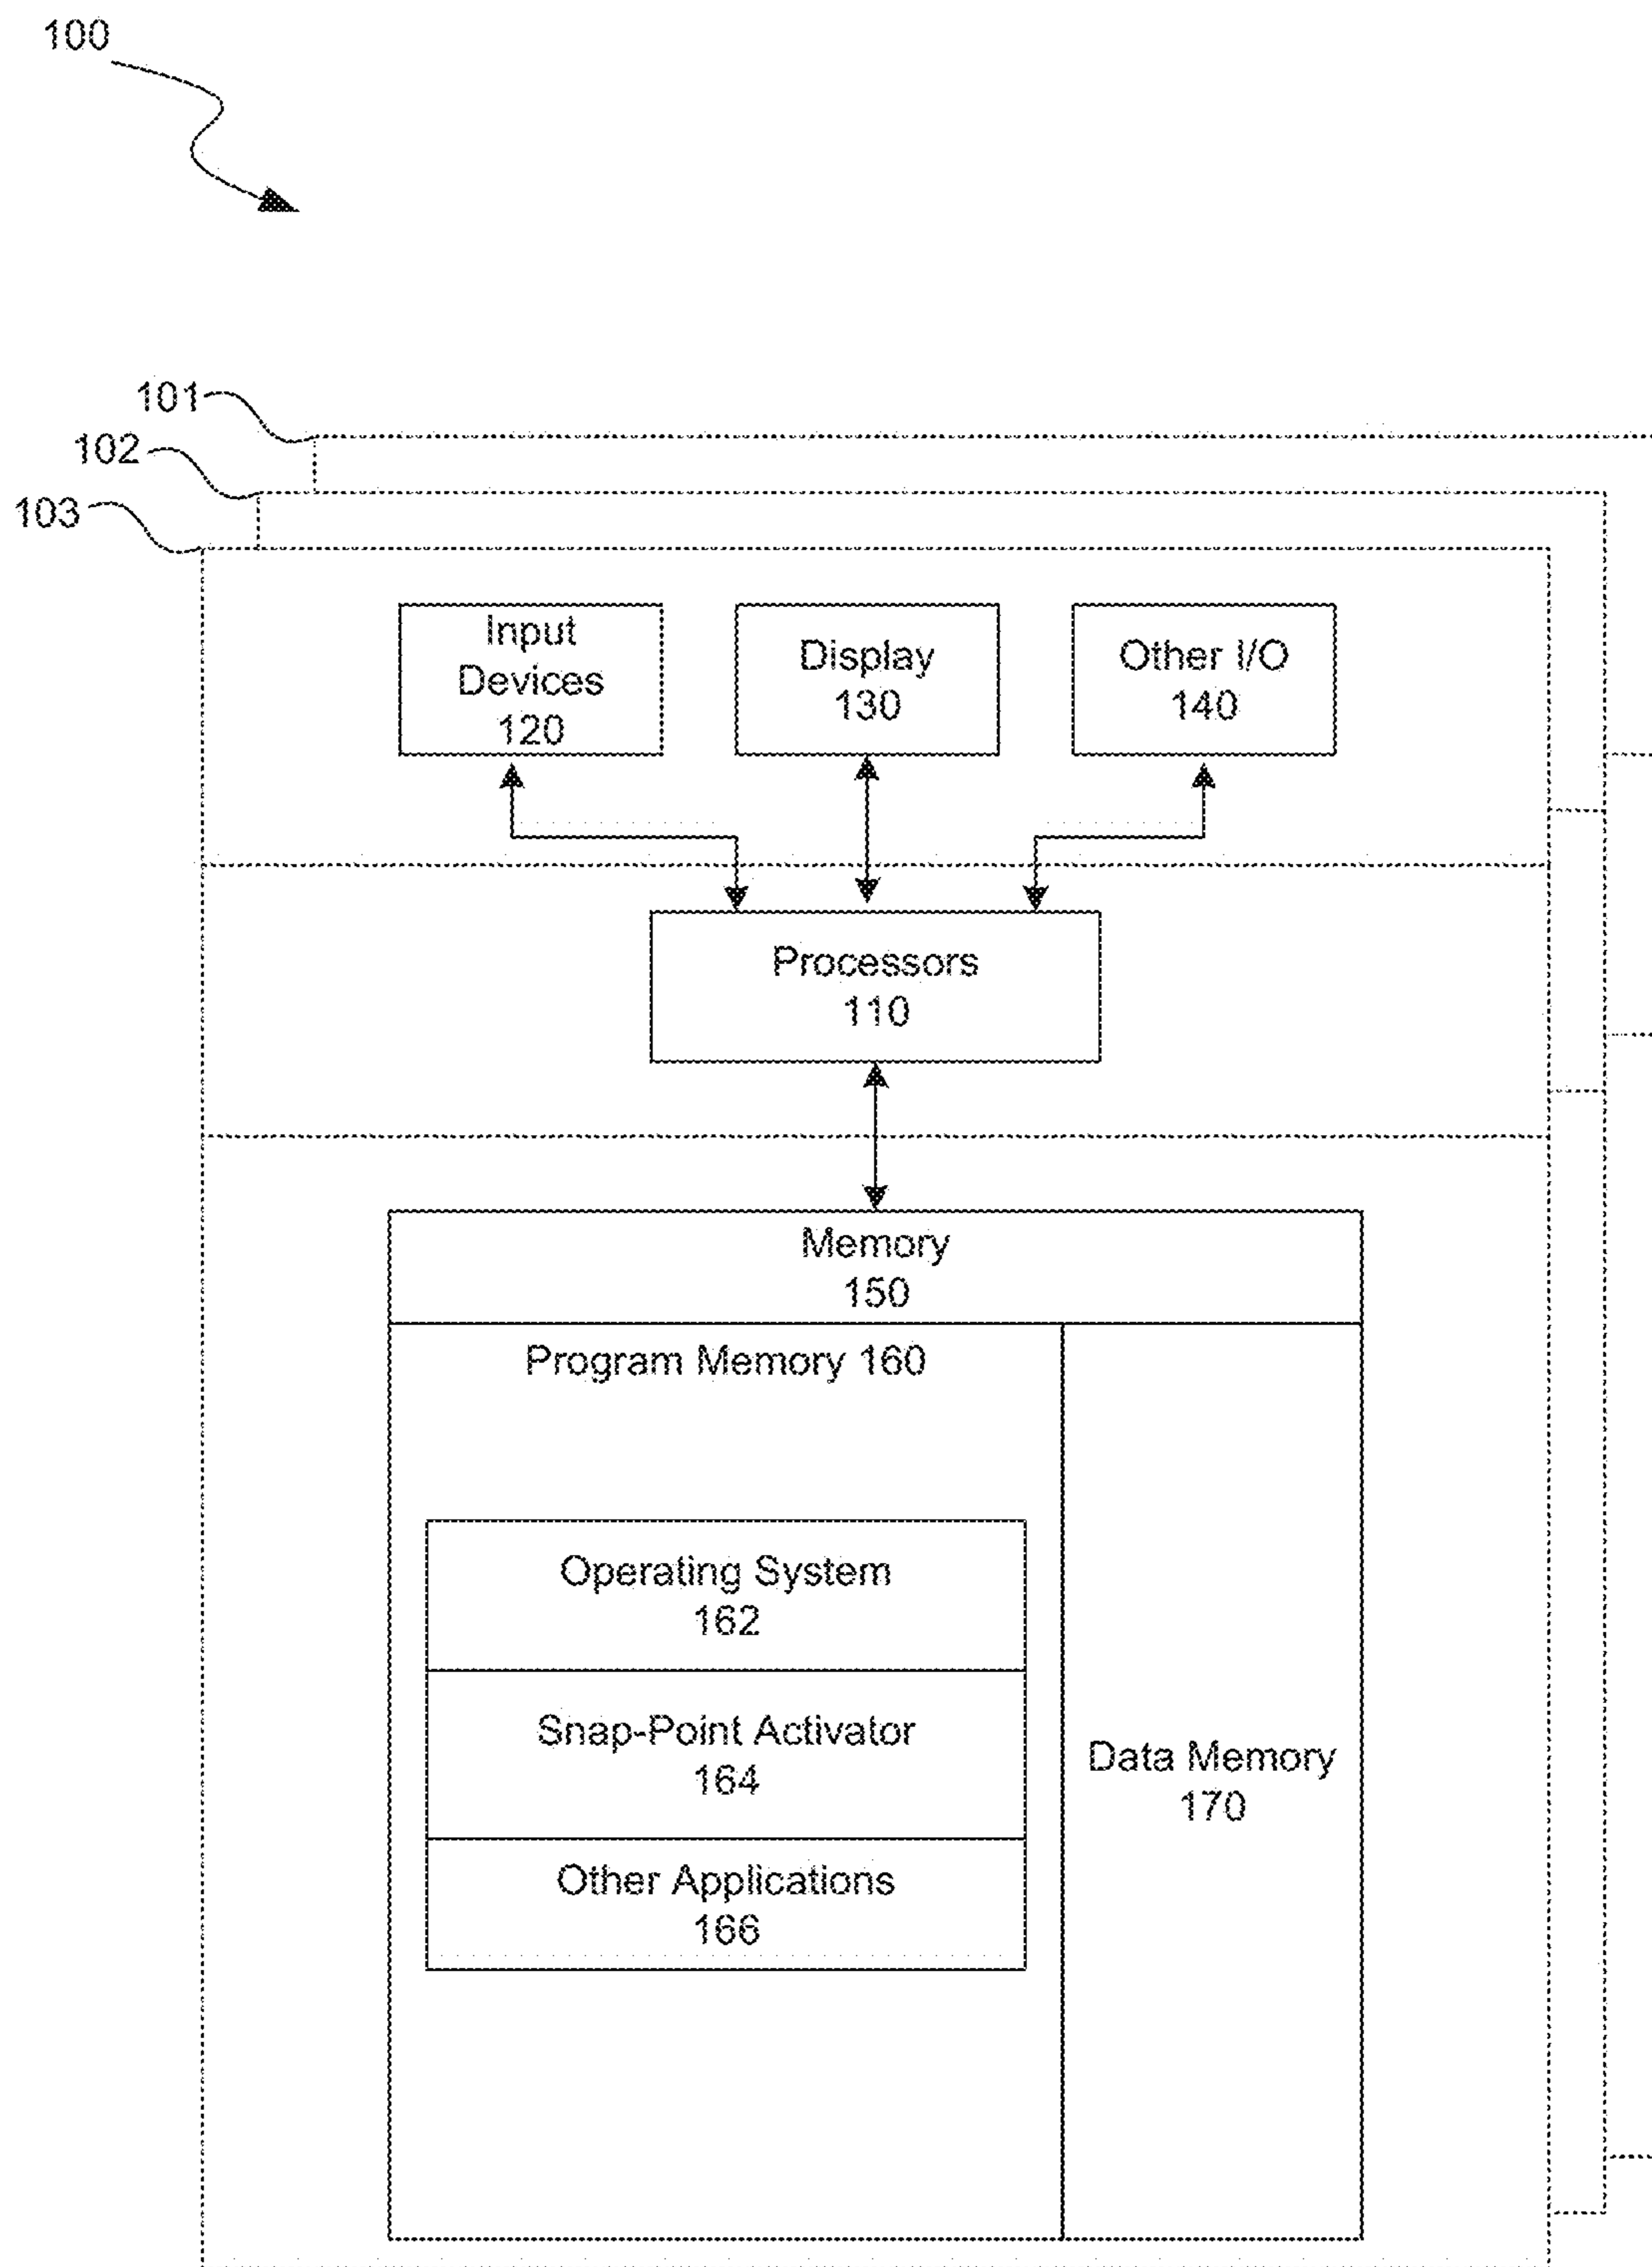 100
101
102
103
Input
Devices
120
Display
130
Other I/O
140
Processors
110
Memory
150
Program Memory 160
Operating System
162
Snap-Point Activator
164
Other Applications
166
Data Memory
170